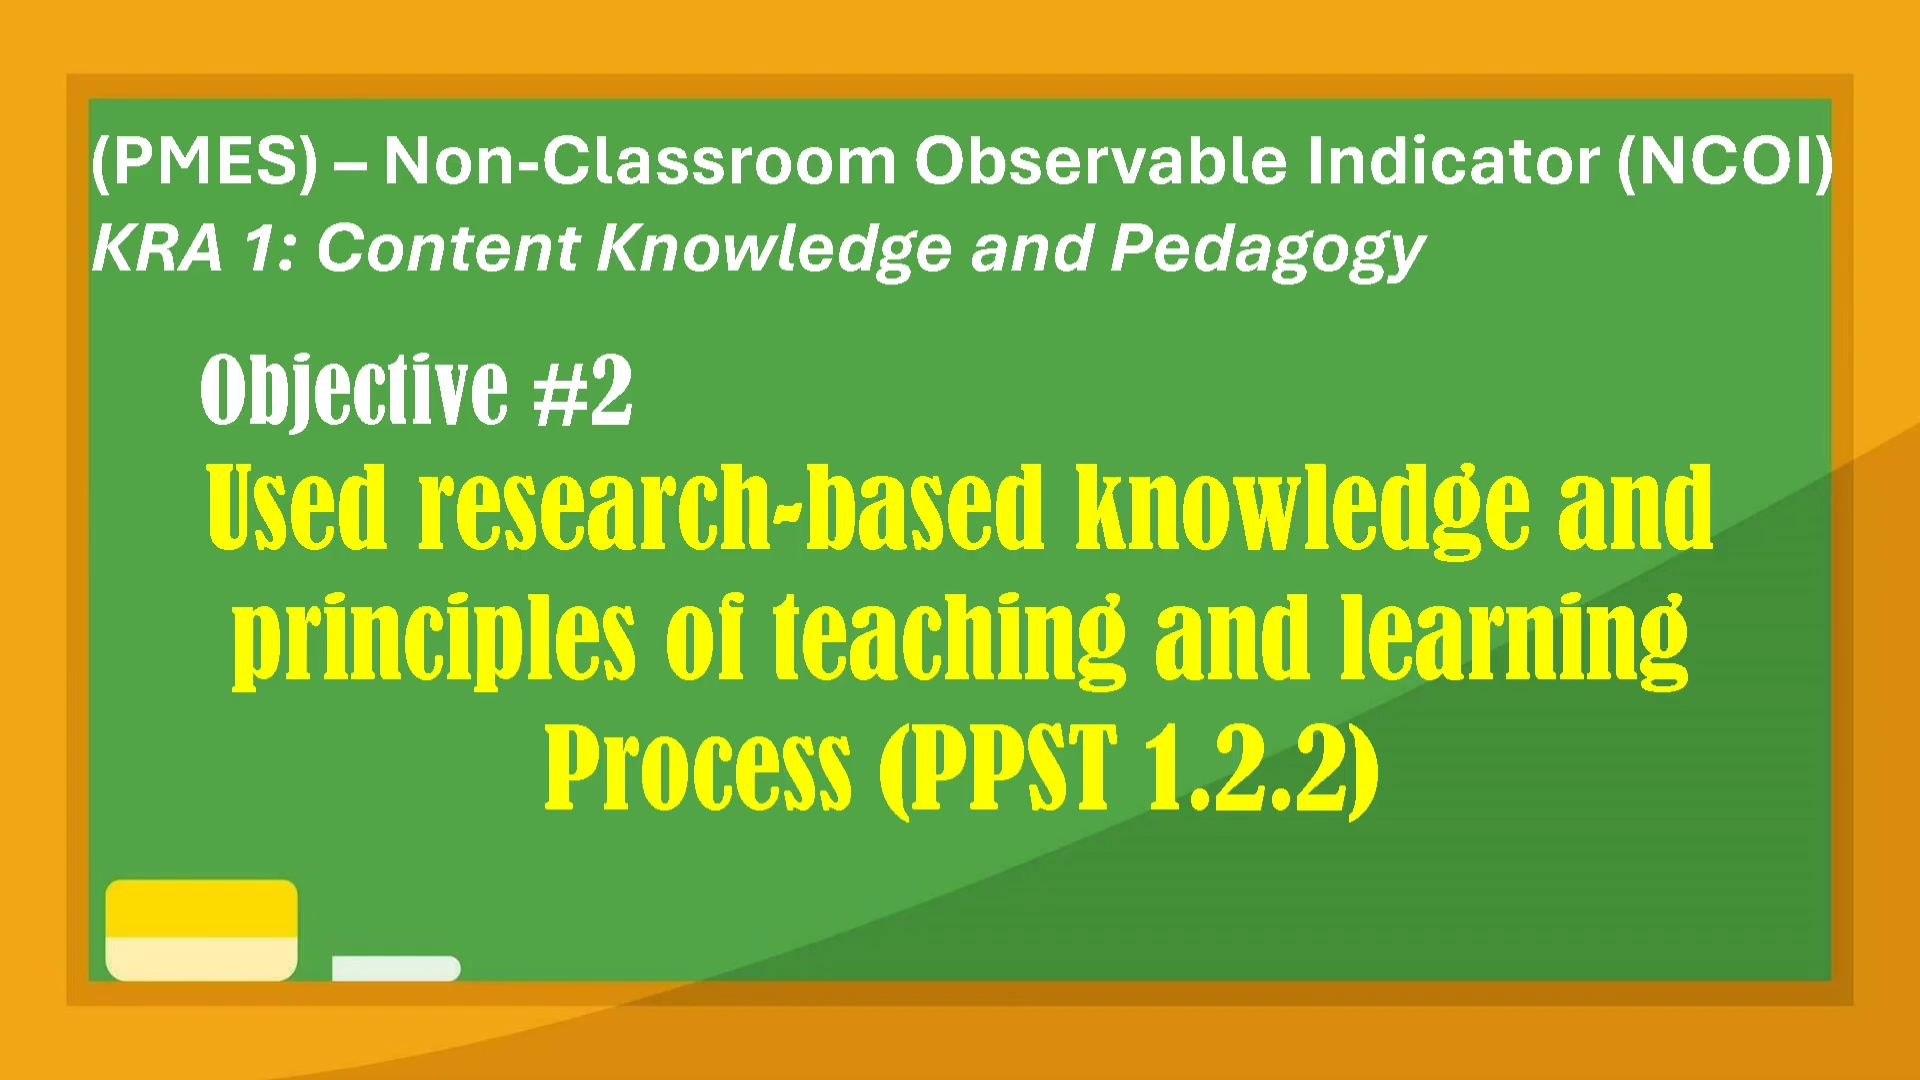 (PMES) – Non-Classroom Observable Indicator (NCOI)
KRA 1: Content Knowledge and Pedagogy
Objective #2
Used research-based knowledge and
principles of teaching and learning
Process (PPST 1.2.2)